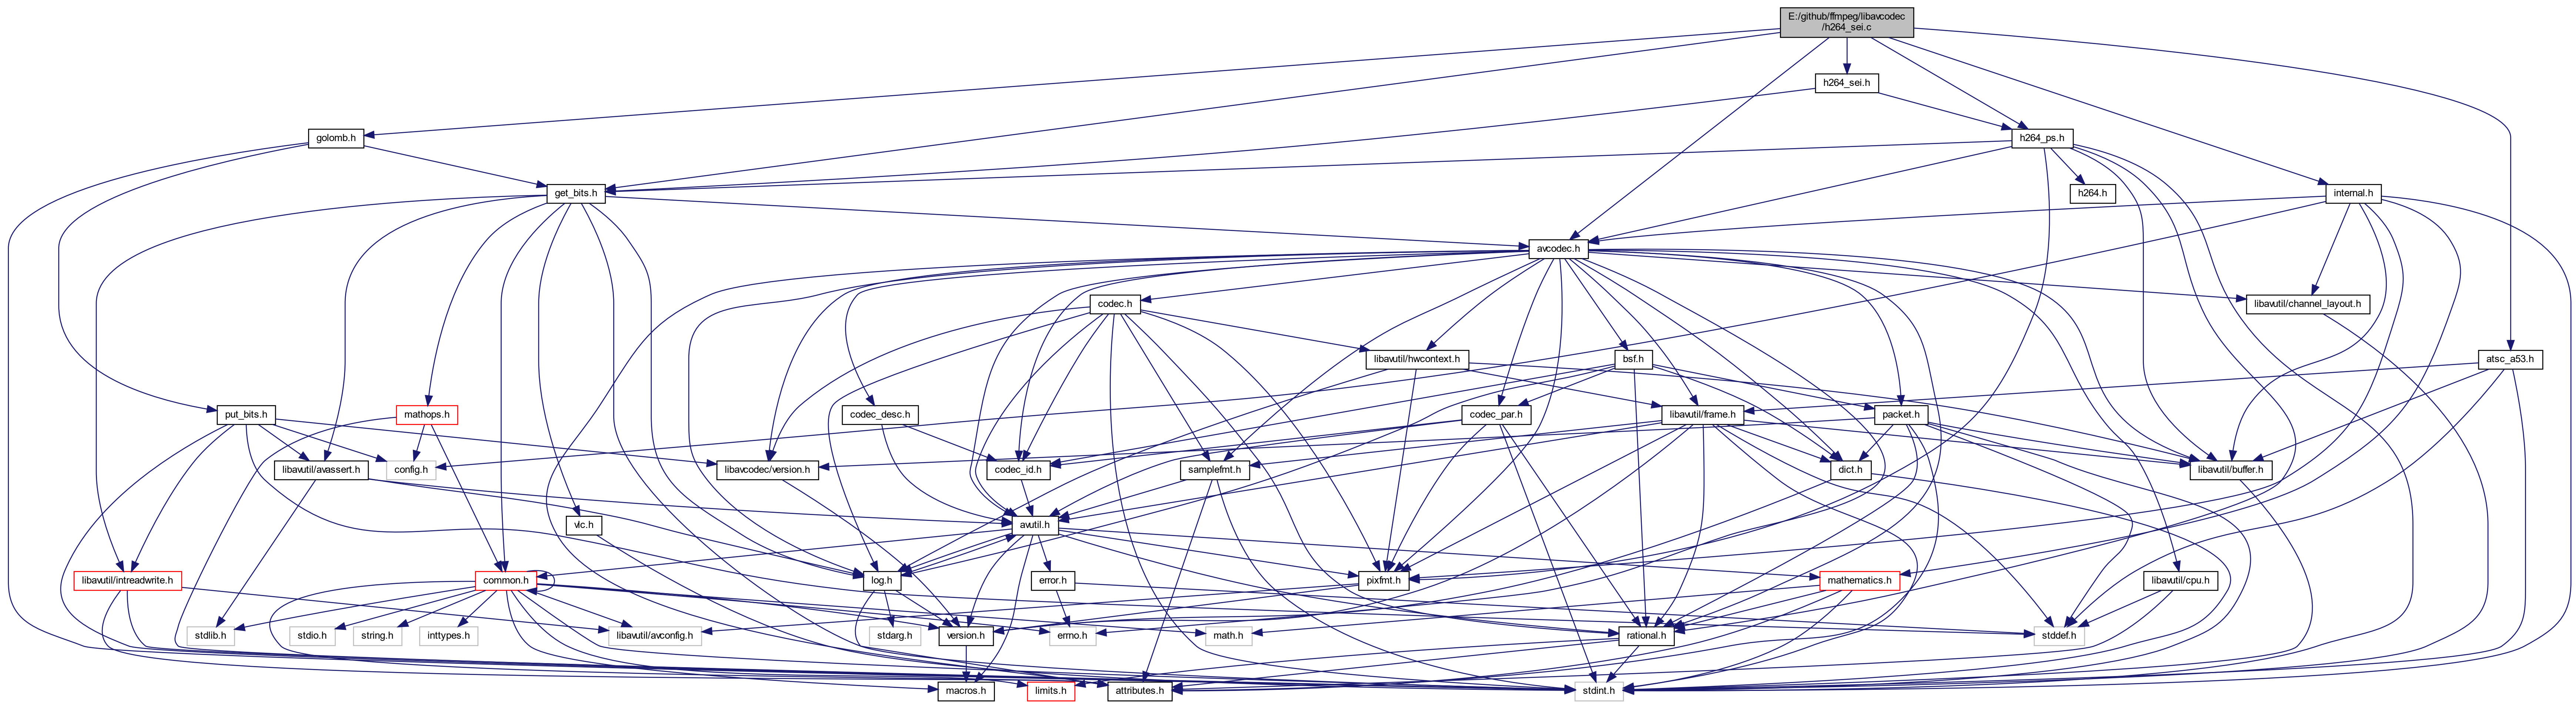 E:/github/ffmpeg/libavcodec
/h264_sei.c
h264_sei.h
golomb.h
h264_ps.h
get_bits.h
h264.h
internal.h
avcodec.h
codec.h
libavutil/channel_layout.h
libavutil/hwcontext.h
bsf.h
atsc_a53.h
put_bits.h
mathops.h
codec_desc.h
codec_par.h
libavutil/frame.h
packet.h
config.h
libavutil/avassert.h
libavcodec/version.h
codec_id.h
samplefmt.h
dict.h
libavutil/buffer.h
vlc.h
avutil.h
libavutil/intreadwrite.h
common.h
log.h
error.h
pixfmt.h
mathematics.h
libavutil/cpu.h
stdlib.h
stdio.h
string.h
inttypes.h
libavutil/avconfig.h
stdarg.h
version.h
math.h
errno.h
rational.h
stddef.h
macros.h
limits.h
attributes.h
stdint.h